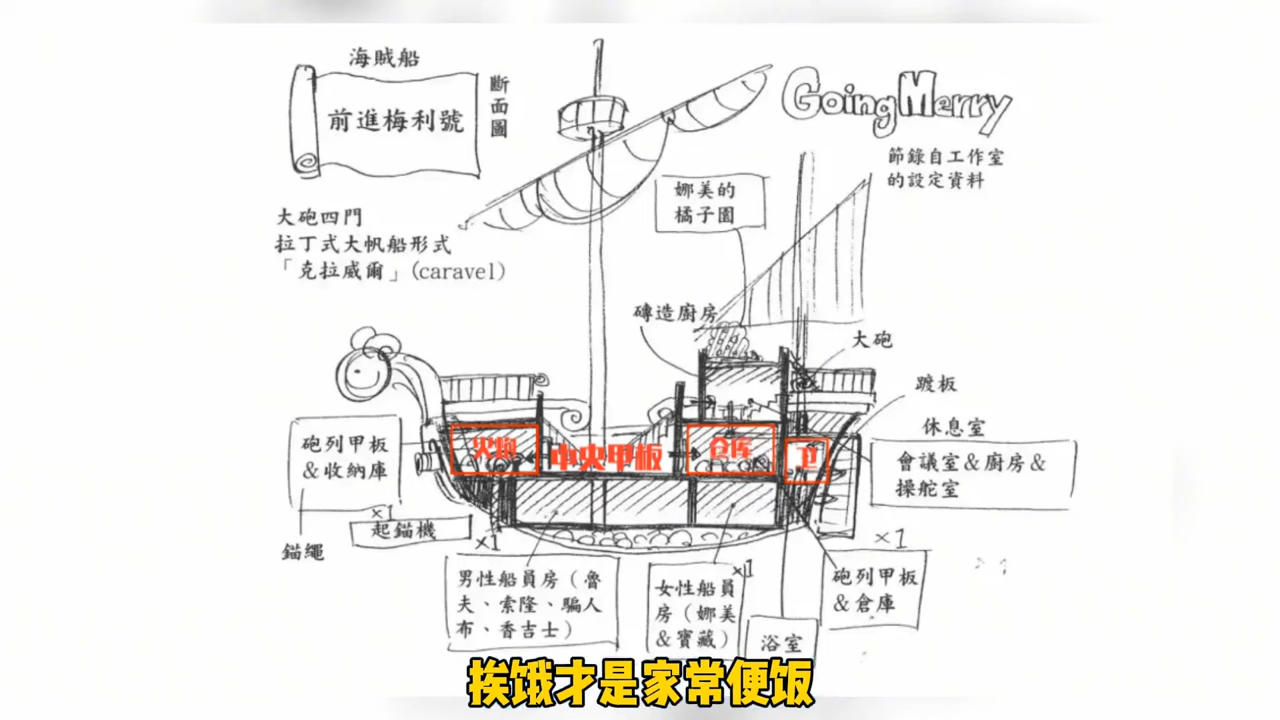 海賊船
前進梅利號
斷面圖
GoingMerry
節錄自工作室
的設定資料
大砲四門
拉丁式大帆船形式
「克拉威爾」(caravel)
娜美的
橘子園
磚造廚房
大砲
踱板
休息室
會議室&廚房&
操舵室
砲列甲板
&收納庫
×1
起錨機
錨繩
火炮
中央甲板
仓库
卫
×1
男性船員房(魯
夫、索隆、騙人
布、香吉士)
×1
女性船員
房(娜美
&寶藏)
浴室
×1
砲列甲板
&倉庫
挨饿才是家常便饭